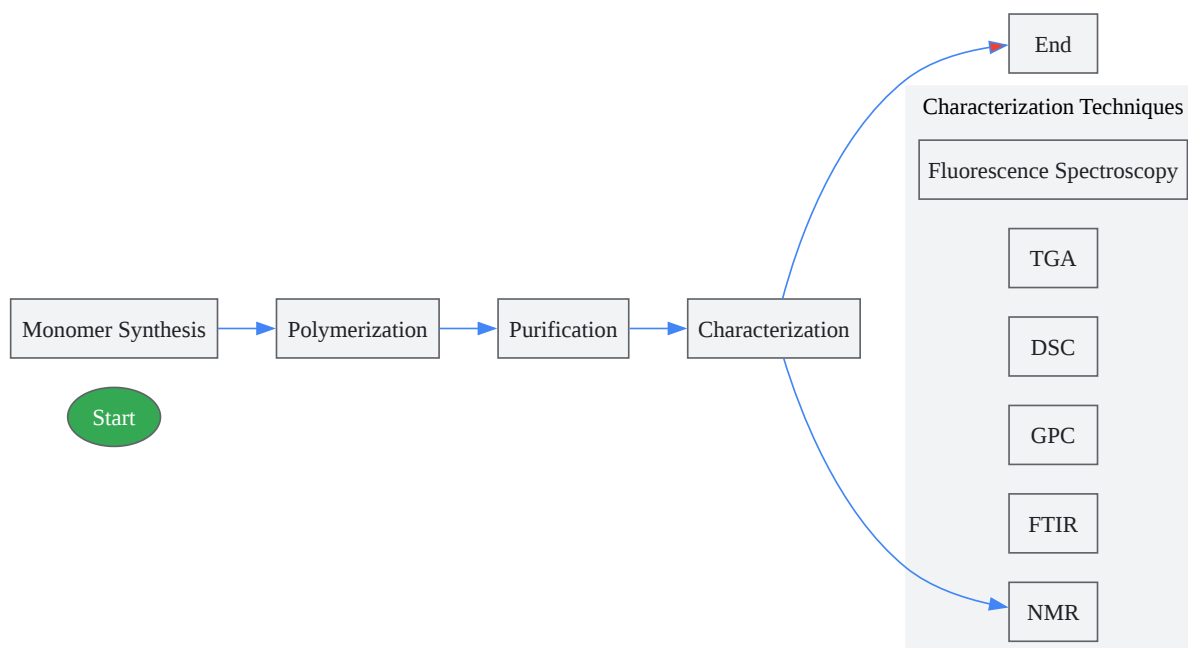 End
Characterization Techniques
Fluorescence Spectroscopy
TGA
DSC
Monomer Synthesis
Polymerization
Purification
Characterization
Start
GPC
FTIR
NMR